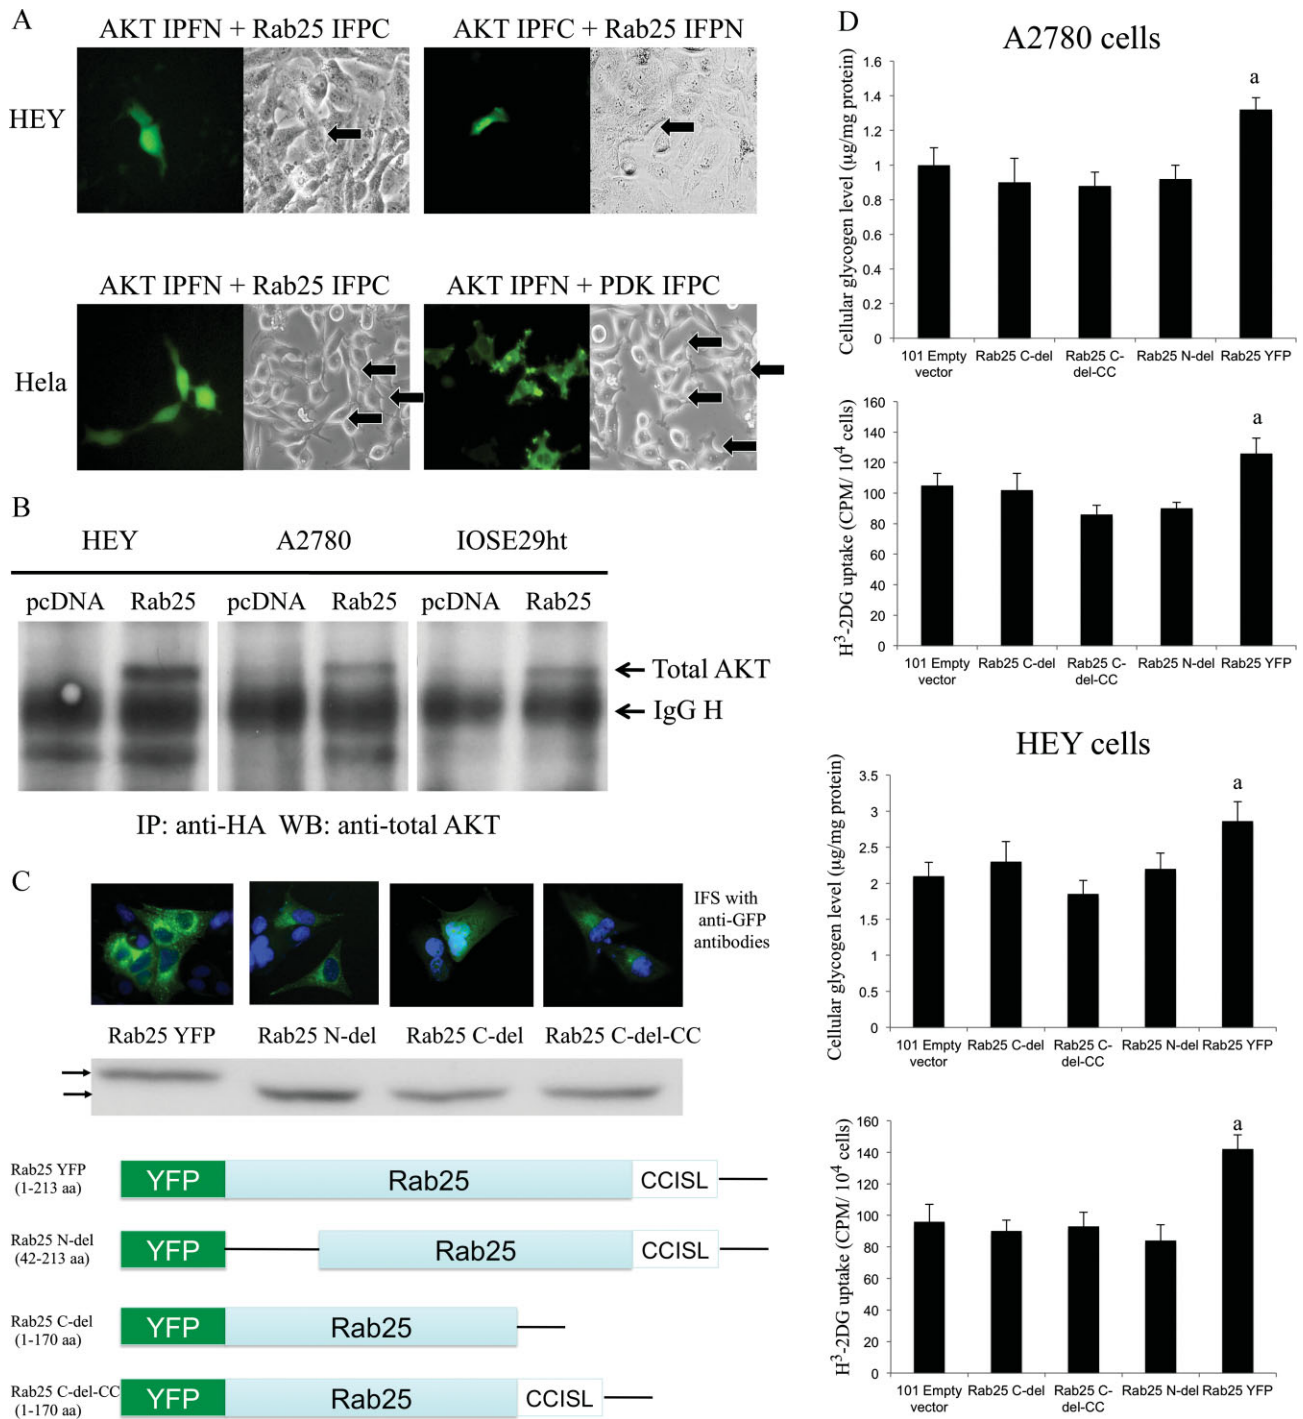 A
AKT IPFN + Rab25 IFPC
AKT IPFC + Rab25 IFPN
HEY
AKT IPFN + Rab25 IFPC
AKT IPFN + PDK IFPC
Hela
B
HEY
A2780
IOSE29ht
pcDNA
Rab25
pcDNA
Rab25
pcDNA
Rab25
Total AKT
IgG H
IP: anti-HA WB: anti-total AKT
C
IFS with
anti-GFP
antibodies
Rab25 YFP
Rab25 N-del
Rab25 C-del
Rab25 C-del-CC
Rab25 YFP
(1-213 aa)
YFP
Rab25
CCISL
Rab25 N-del
(42-213 aa)
YFP
Rab25
CCISL
Rab25 C-del
(1-170 aa)
YFP
Rab25
Rab25 C-del-CC
(1-170 aa)
YFP
Rab25
CCISL
D
A2780 cells
Cellular glycogen level (μg/mg protein)
1.6
1.4
1.2
1
0.8
0.6
0.4
0.2
0
a
101 Empty
vector
Rab25 C-del
Rab25 C-
del-CC
Rab25 N-del
Rab25 YFP
H³-2DG uptake (CPM/ 10⁴ cells)
160
140
120
100
80
60
40
20
0
a
101 Empty
vector
Rab25 C-del
Rab25 C-
del-CC
Rab25 N-del
Rab25 YFP
HEY cells
Cellular glycogen level (μg/mg protein)
3.5
3
2.5
2
1.5
1
0.5
0
a
101 Empty
vector
Rab25 C-del
Rab25 C-
del-CC
Rab25 N-del
Rab25 YFP
H³-2DG uptake (CPM/ 10⁴ cells)
160
140
120
100
80
60
40
20
0
a
101 Empty
vector
Rab25 C-del
Rab25 C-
del-CC
Rab25 N-del
Rab25 YFP